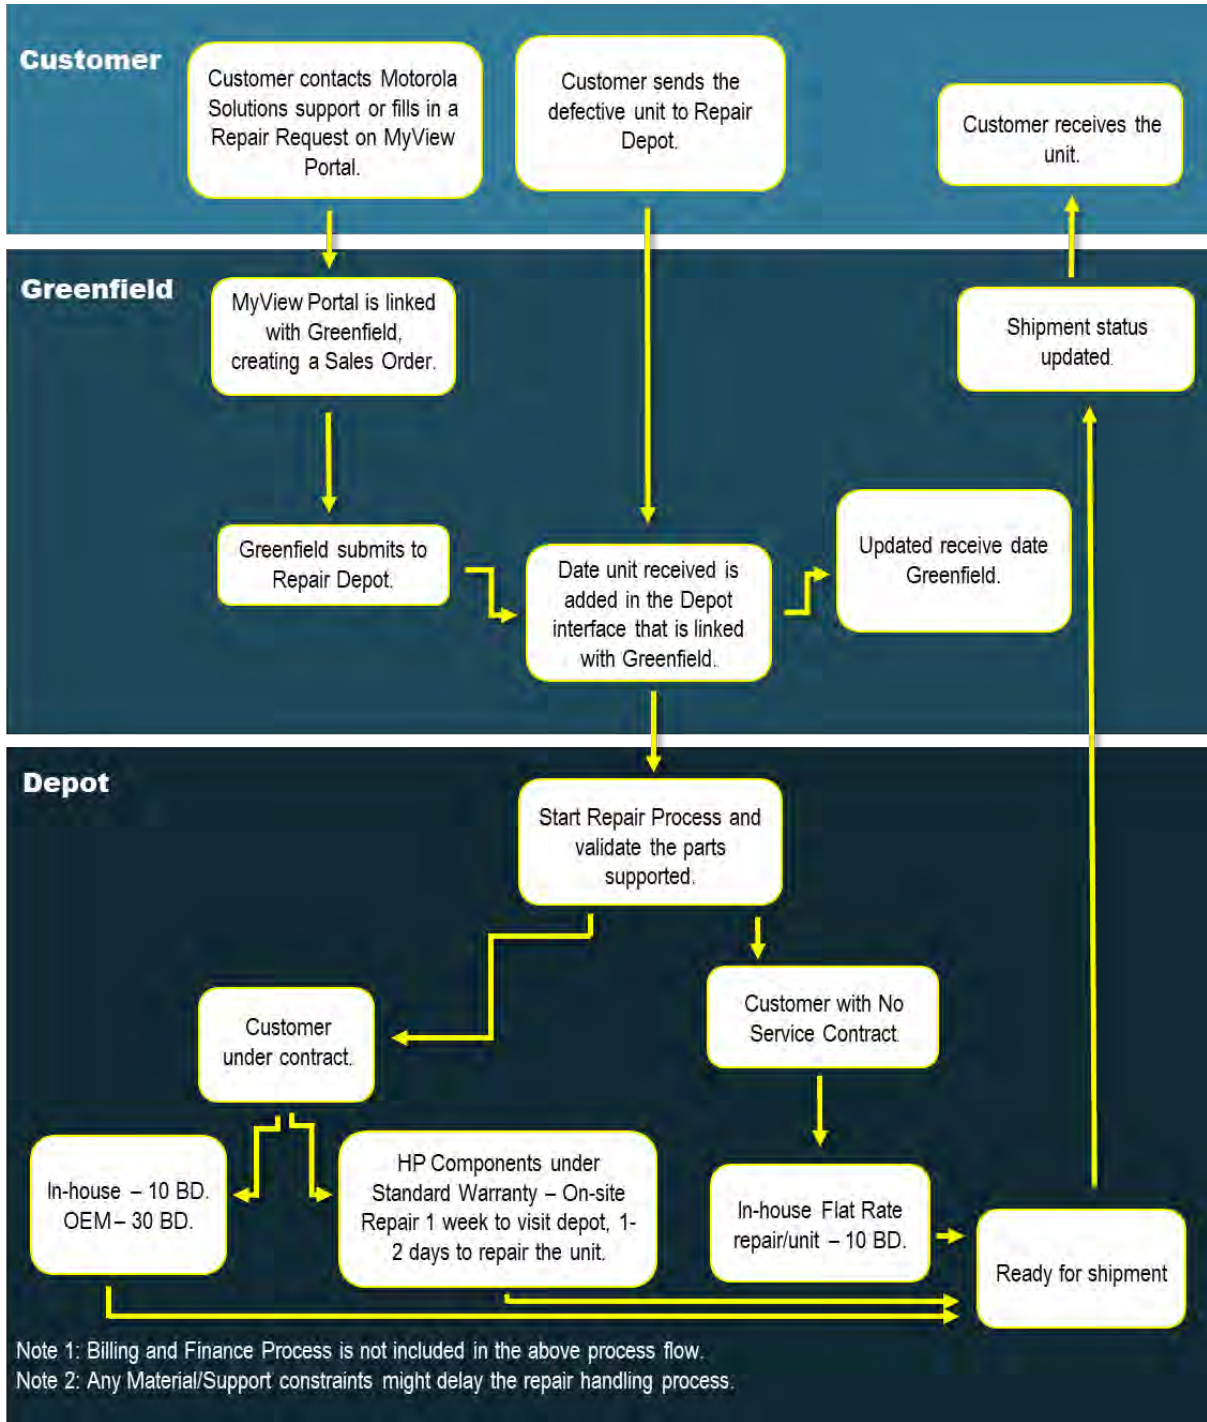 Customer
Customer contacts Motorola
Solutions support or fills in a
Repair Request on MyView
Portal.
Customer sends the
defective unit to Repair
Depot.
Customer receives the
unit.
Greenfield
MyView Portal is linked
with Greenfield,
creating a Sales Order.
Shipment status
updated.
Greenfield submits to
Repair Depot.
Date unit received is
added in the Depot
interface that is linked
with Greenfield.
Updated receive date
Greenfield.
Depot
Start Repair Process and
validate the parts
supported.
Customer
under contract.
Customer with No
Service Contract.
In-house – 10 BD.
OEM – 30 BD.
HP Components under
Standard Warranty – On-site
Repair 1 week to visit depot, 1-
2 days to repair the unit.
In-house Flat Rate
repair/unit – 10 BD.
Ready for shipment
Note 1: Billing and Finance Process is not included in the above process flow.
Note 2: Any Material/Support constraints might delay the repair handling process.